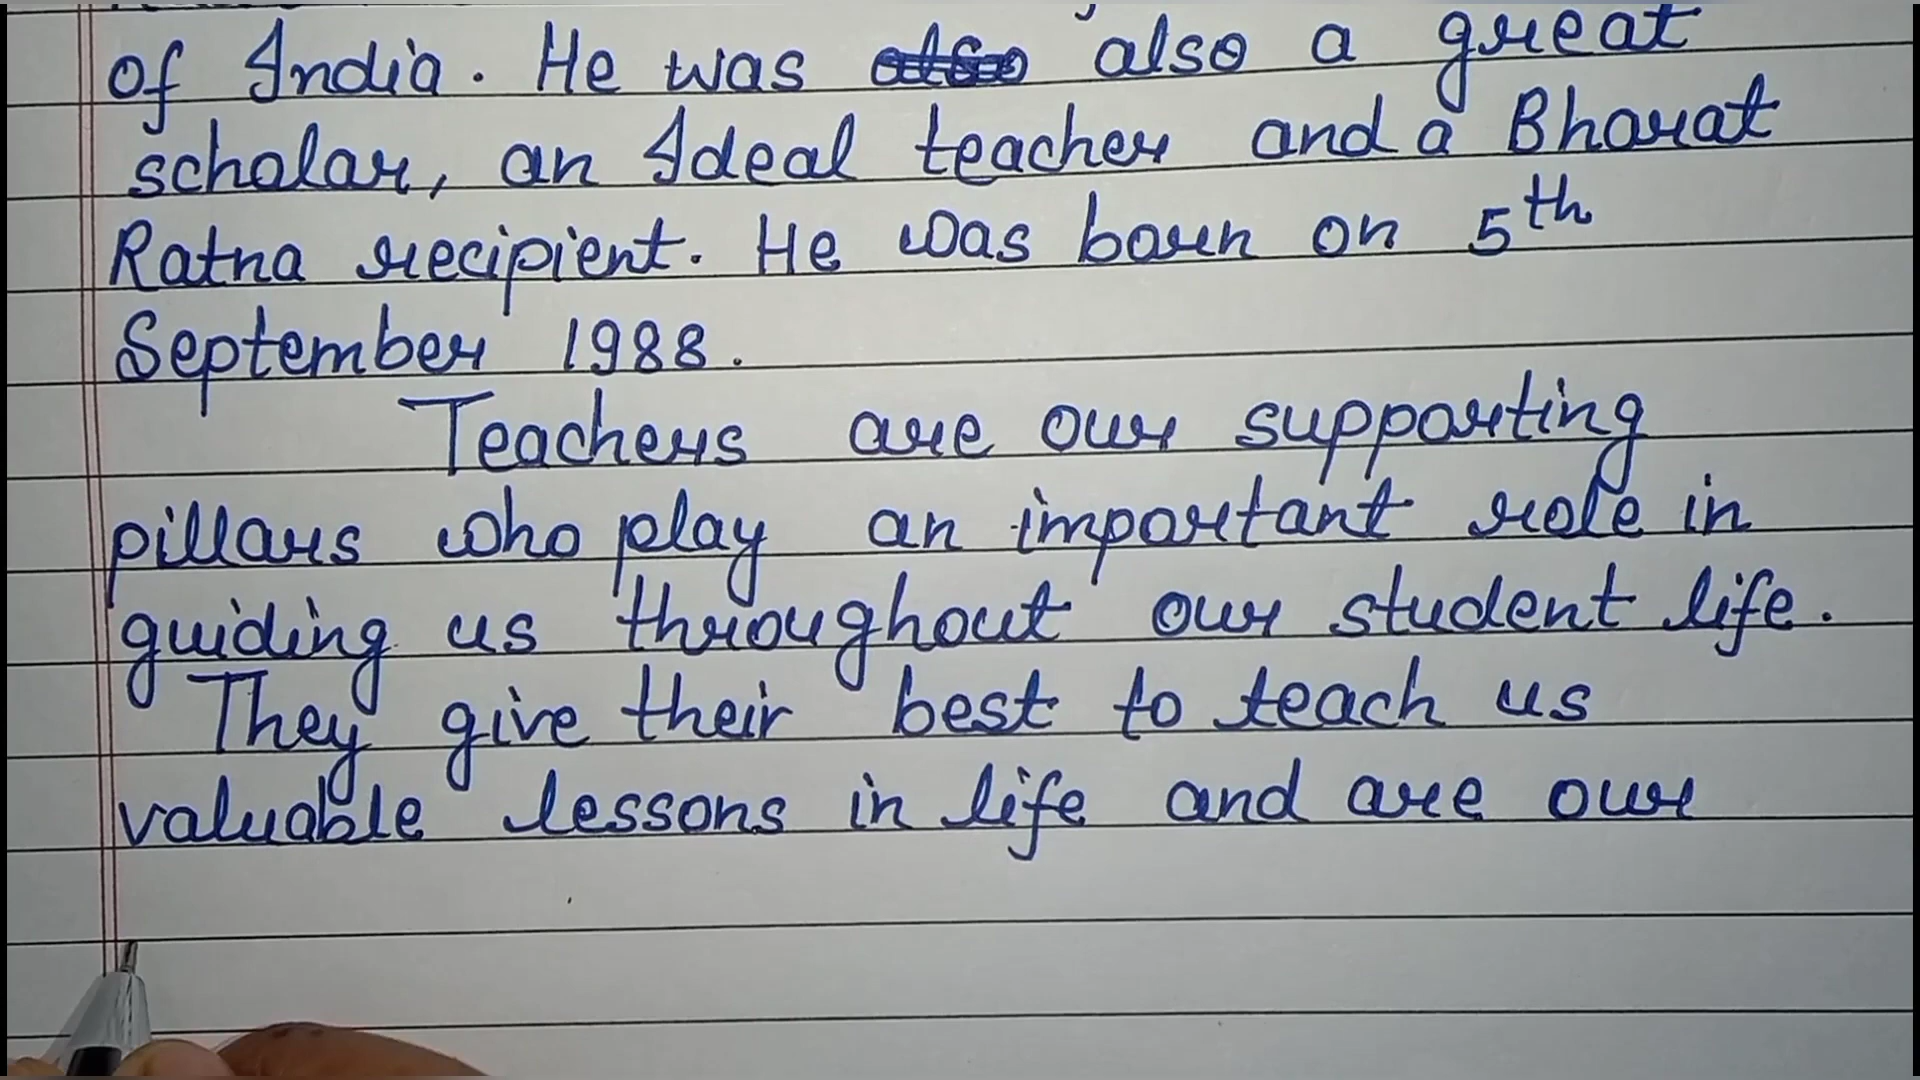 of India. He was also a great
scholar, an Ideal teacher and a Bharat
Ratna recipient. He was born on 5th
September 1988.
Teachers are our supporting
pillars who play an important role in
guiding us throughout our student life.
They give their best to teach us
valuable lessons in life and are our